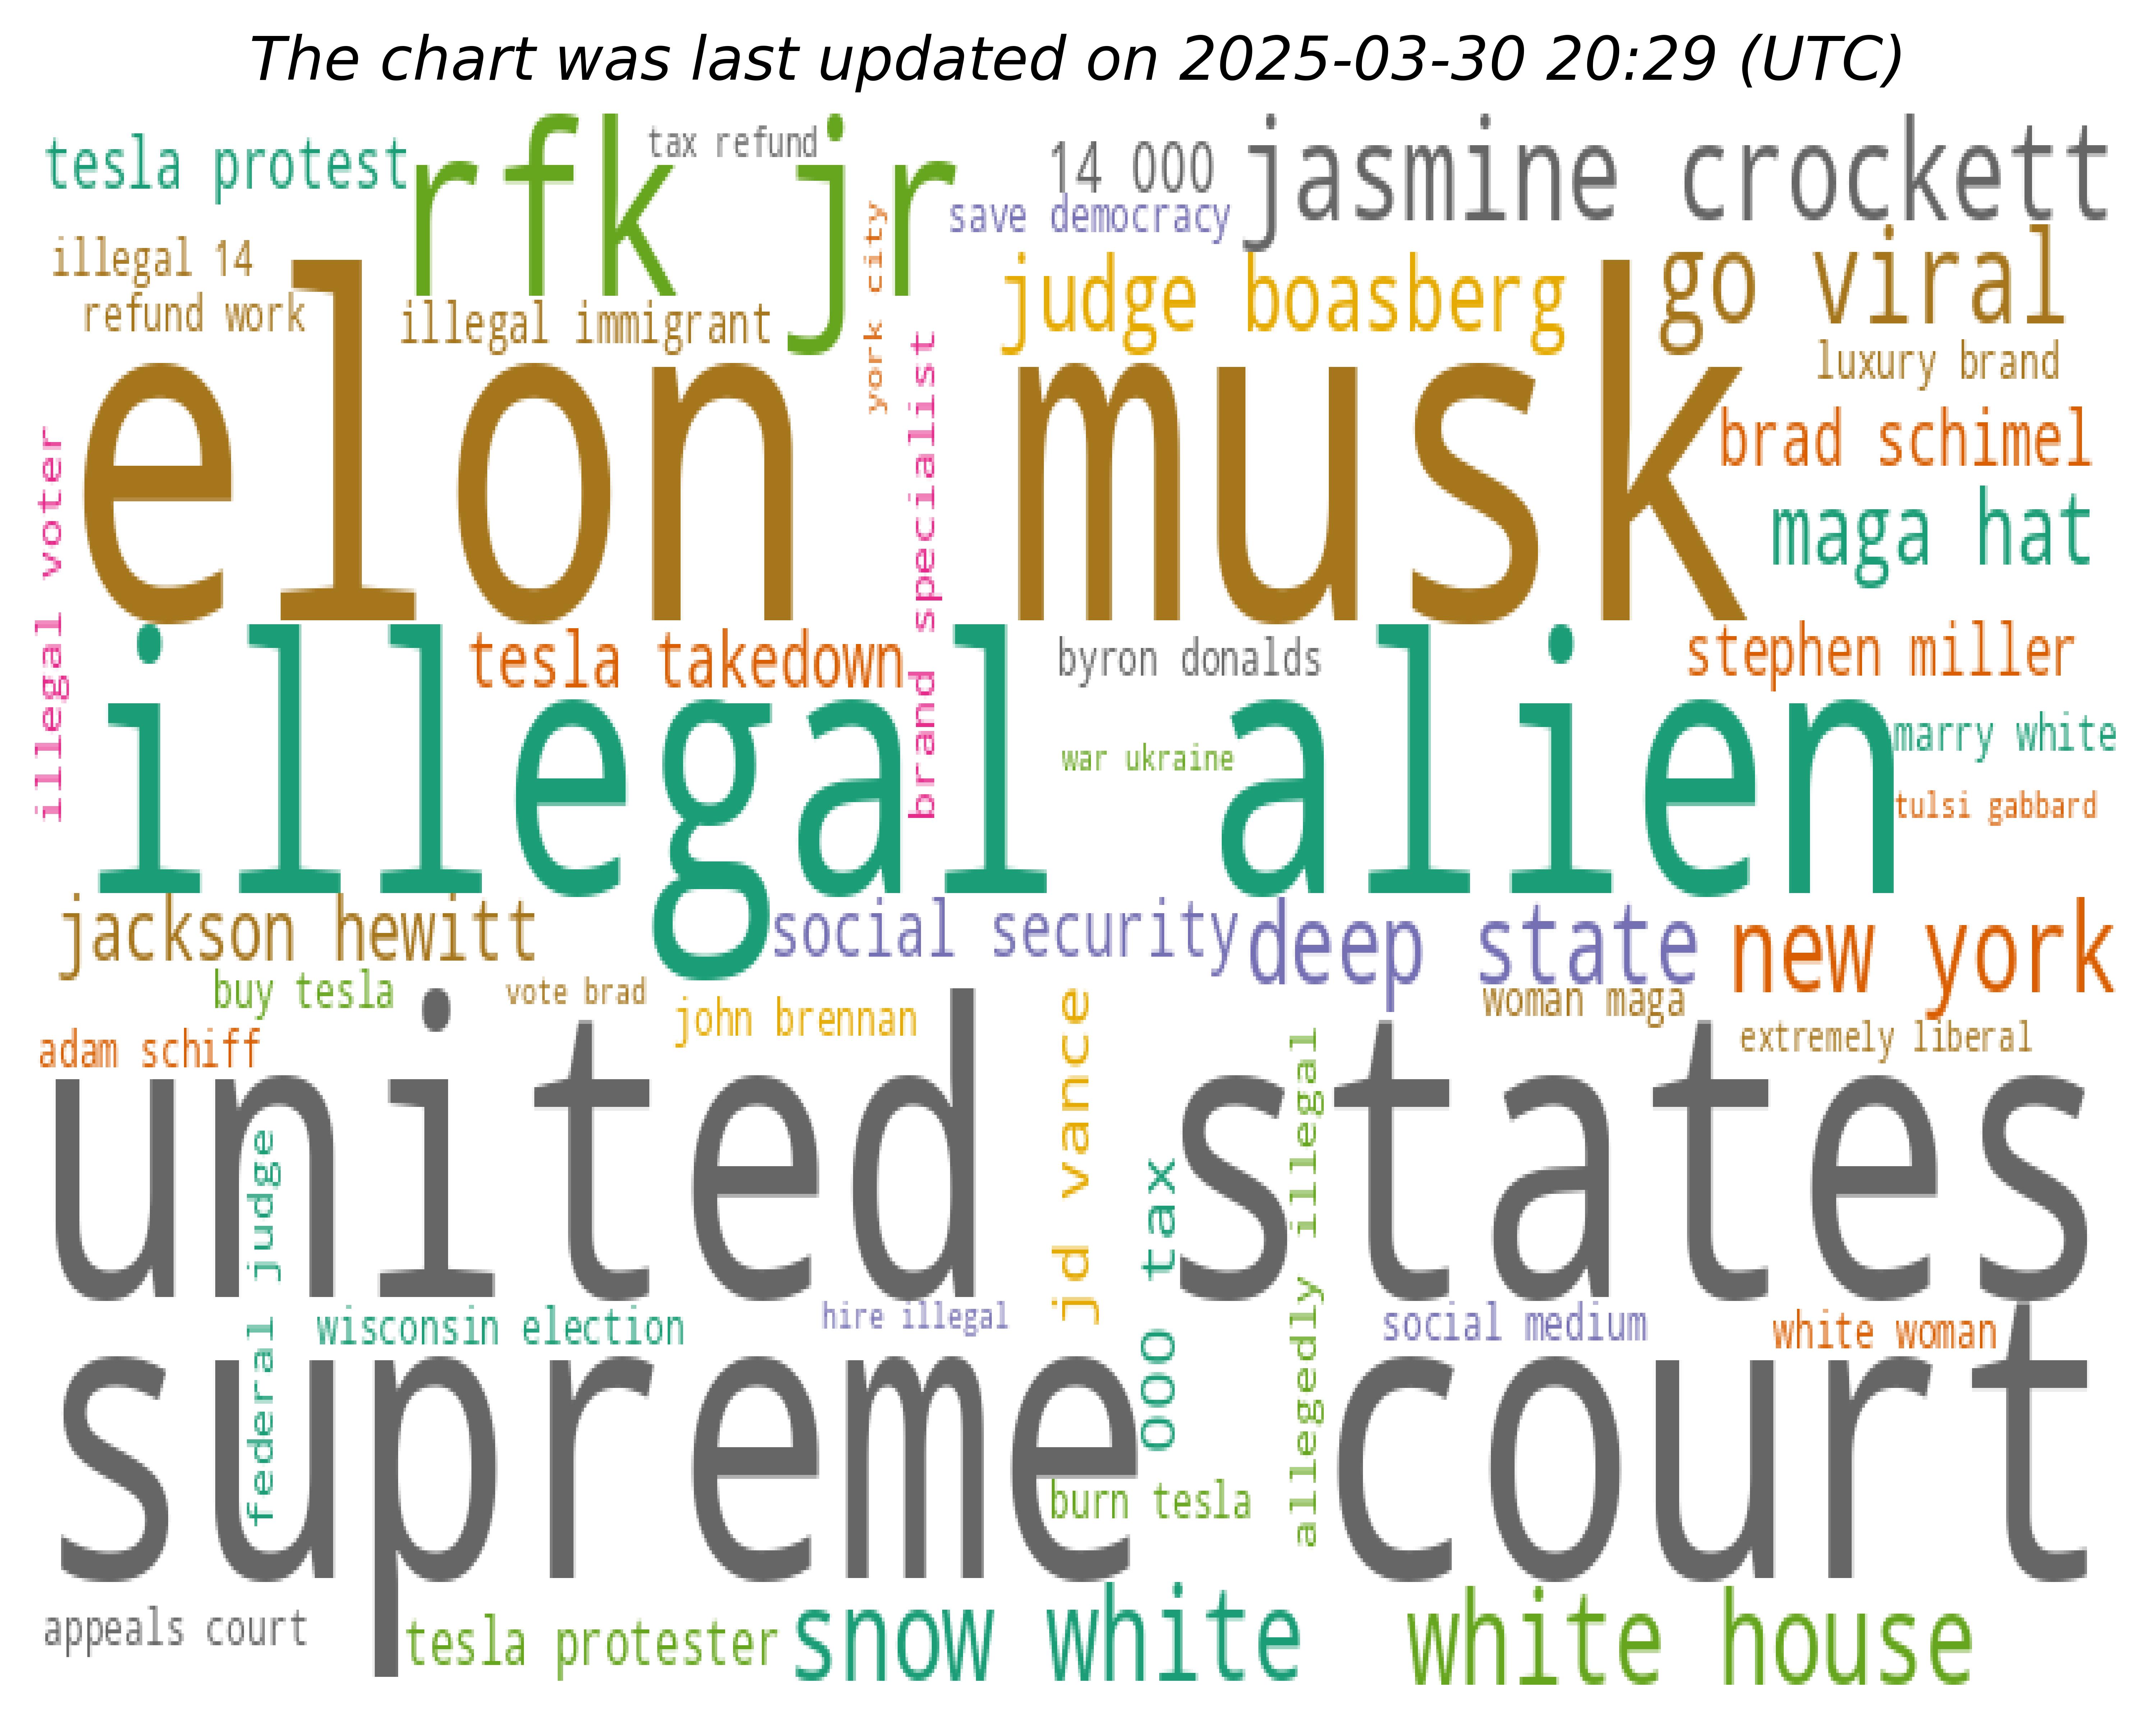 The chart was last updated on 2025-03-30 20:29 (UTC)
tesla protest
rfk jr
tax refund
14 000
jasmine crockett
save democracy
york city
illegal 14
refund work
illegal immigrant
judge boasberg
go viral
luxury brand
elon musk
brand specialist
brad schimel
maga hat
illegal voter
tesla takedown
byron donalds
stephen miller
illegal alien
war ukraine
marry white
tulsi gabbard
jackson hewitt
social security
deep state
new york
buy tesla
vote brad
john brennan
woman maga
extremely liberal
adam schiff
united states
jd vance
000 tax
allegedly illegal
federal judge
wisconsin election
hire illegal
social medium
white woman
supreme court
burn tesla
appeals court
tesla protester
snow white
white house